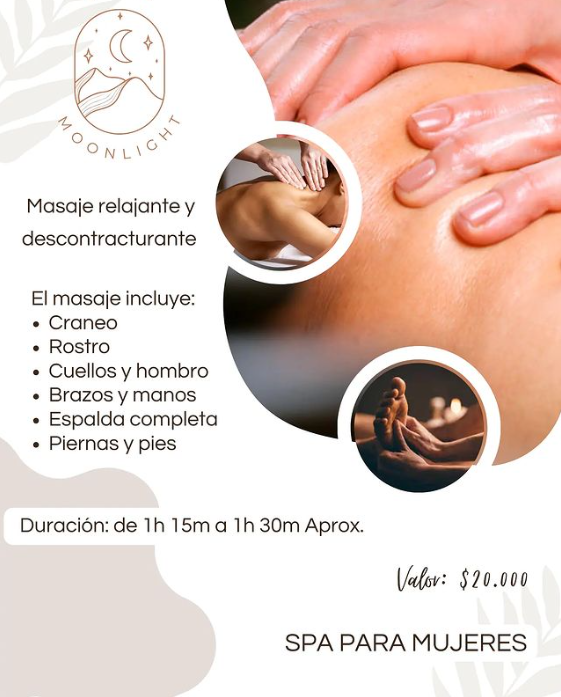 MOONLIGHT
Masaje relajante y
descontracturante
El masaje incluye:
• Craneo
• Rostro
• Cuellos y hombro
• Brazos y manos
• Espalda completa
• Piernas y pies
Duración: de 1h 15m a 1h 30m Aprox.
Valor: $20.000
SPA PARA MUJERES